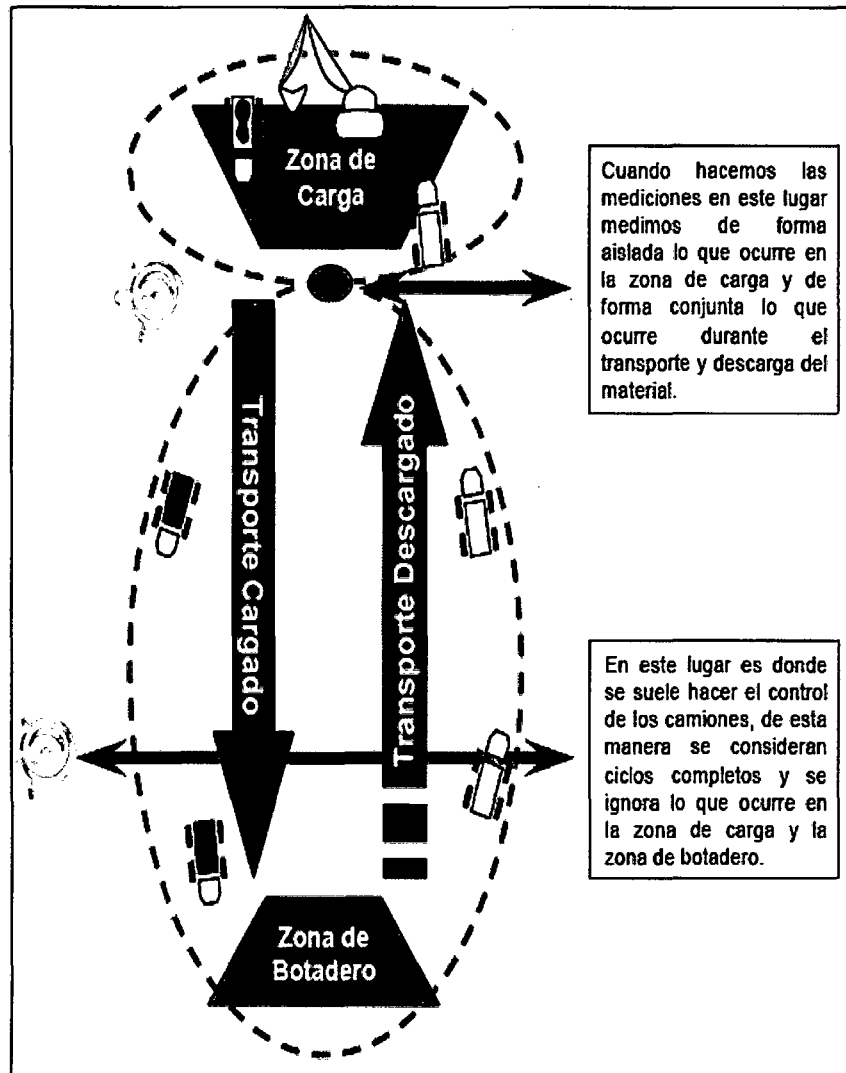 Zona de
Carga
Cuando hacemos las
mediciones en este lugar
medimos de forma
aislada lo que ocurre en
la zona de carga y de
forma conjunta lo que
ocurre durante el
transporte y descarga del
material.
Transporte Cargado
Transporte Descargado
En este lugar es donde
se suele hacer el control
de los camiones, de esta
manera se consideran
ciclos completos y se
ignora lo que ocurre en
la zona de carga y la
zona de botadero.
Zona de
Botadero